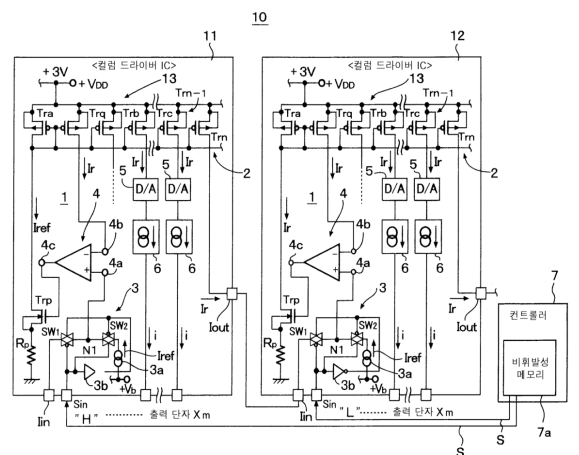 10
11
<컬럼 드라이버 IC>
+3V
+VDD
13
Tra Trq Trb Trc Trn-1
Trn
2
Ir Ir Ir
5 5
D/A D/A
1
4
Iref
4b
4c
4a
6 6
Trp
3
SW1 SW2
Ir
Iout
Rp
N1
Iref
3a
3b
+Vb
i i
Iin
Sin
"H" 출력 단자 Xm
12
<컬럼 드라이버 IC>
+3V
+VDD
13
Tra Trq Trb Trc Trn-1
Trn
2
Ir Ir Ir
5 5
D/A D/A
1
4
Ir
4b
4c
4a
6 6
Trp
3
SW1 SW2
Ir
Iout
Rp
N1
Iref
3a
3b
+Vb
i i
Iin
Sin
"L" 출력 단자 Xm
7
컨트롤러
비휘발성
메모리
7a
S
S